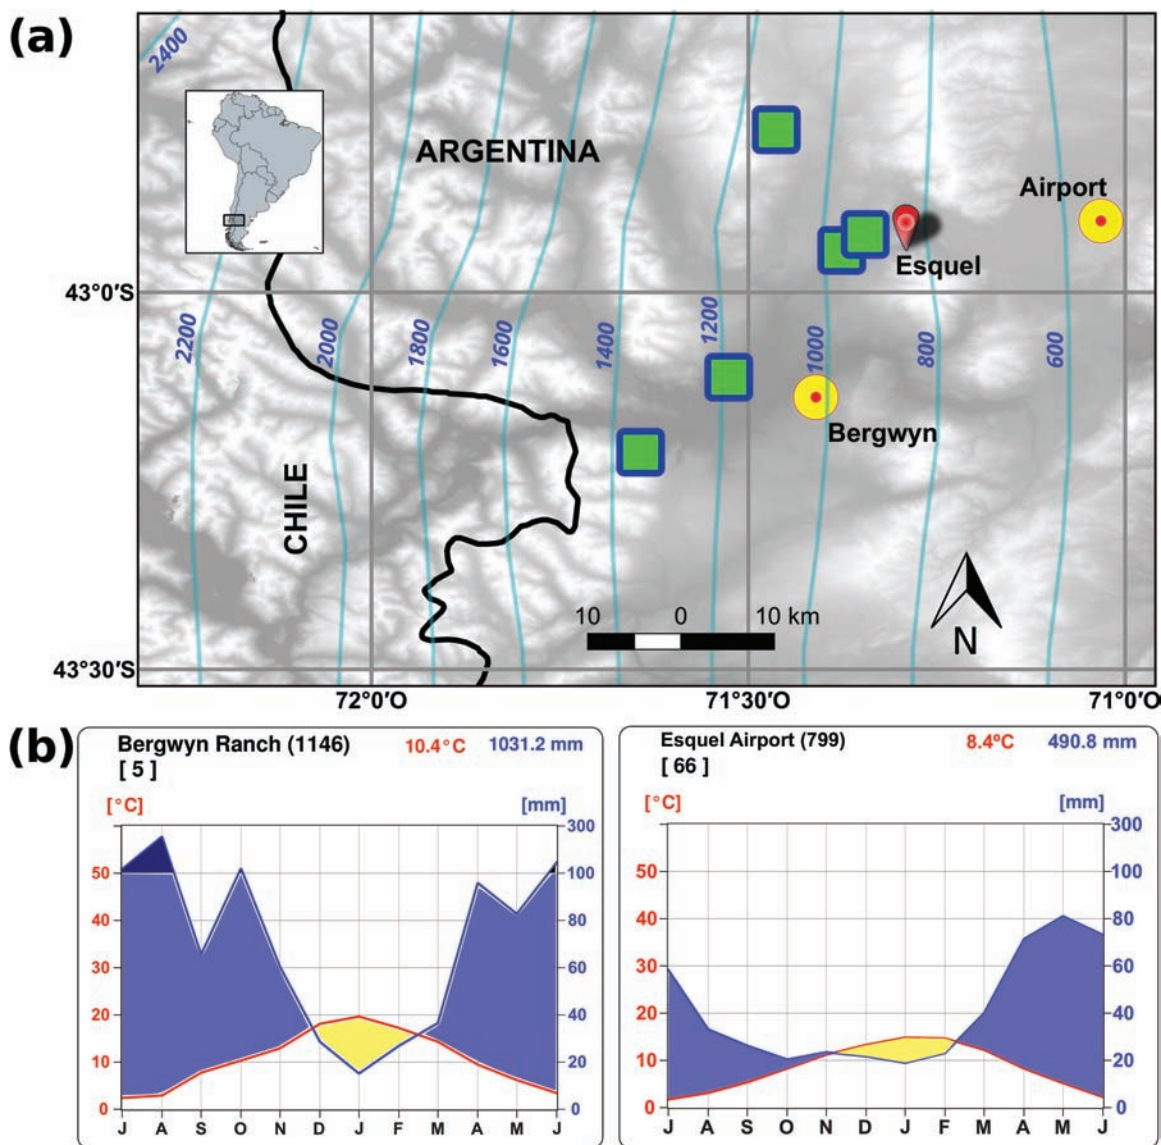 (a)
2400
ARGENTINA
Airport
Esquel
43°0'S
2200
2000
1800
1600
1400
1200
1000
800
600
Bergwyn
CHILE
10 0 10 km
N
43°30'S
72°0'O 71°30'O 71°0'O
(b)
Bergwyn Ranch (1146) 10.4°C 1031.2 mm
[ 5 ]
[°C] [mm]
300
50 100
40 80
30 60
20 40
10 20
0 0
J A S O N D J F M A M J
Esquel Airport (799) 8.4ºC 490.8 mm
[ 66 ]
[°C] [mm]
300
50 100
40 80
30 60
20 40
10 20
0 0
J A S O N D J F M A M J